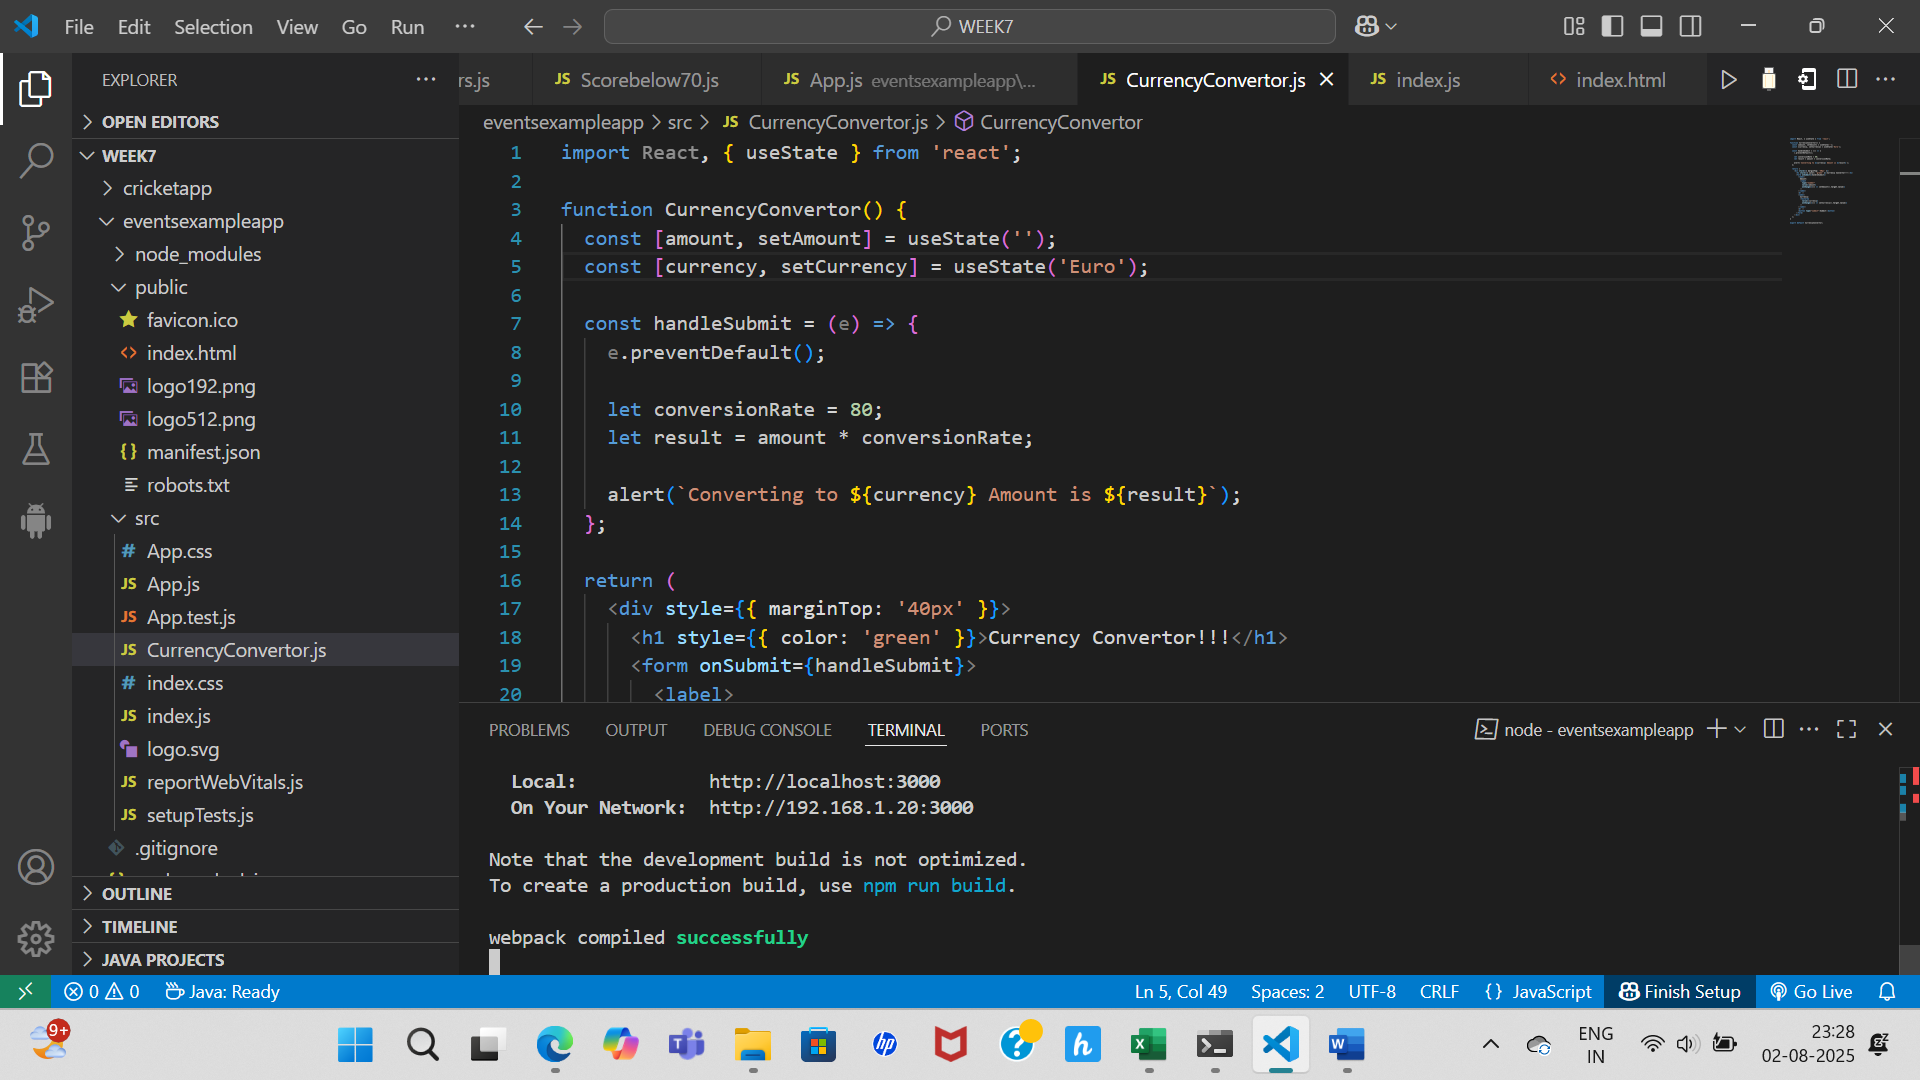 File Edit Selection View Go Run ··· WEEK7
EXPLORER ···
OPEN EDITORS
WEEK7
cricketapp
eventsexampleapp
node_modules
public
favicon.ico
index.html
logo192.png
logo512.png
manifest.json
robots.txt
src
App.css
App.js
App.test.js
CurrencyConvertor.js
index.css
index.js
logo.svg
reportWebVitals.js
setupTests.js
.gitignore
OUTLINE
TIMELINE
JAVA PROJECTS
rs.js JS Scorebelow70.js JS App.js eventsexampleapp\... JS CurrencyConvertor.js JS index.js <> index.html
eventsexampleapp > src > JS CurrencyConvertor.js > CurrencyConvertor
1 import React, { useState } from 'react';
2
3 function CurrencyConvertor() {
4 const [amount, setAmount] = useState('');
5 const [currency, setCurrency] = useState('Euro');
6
7 const handleSubmit = (e) => {
8 e.preventDefault();
9
10 let conversionRate = 80;
11 let result = amount * conversionRate;
12
13 alert(`Converting to ${currency} Amount is ${result}`);
14 };
15
16 return (
17 <div style={{ marginTop: '40px' }}>
18 <h1 style={{ color: 'green' }}>Currency Convertor!!!</h1>
19 <form onSubmit={handleSubmit}>
20 <label>
PROBLEMS OUTPUT DEBUG CONSOLE TERMINAL PORTS node - eventsexampleapp
Local: http://localhost:3000
On Your Network: http://192.168.1.20:3000
Note that the development build is not optimized.
To create a production build, use npm run build.
webpack compiled successfully
0 0 Java: Ready Ln 5, Col 49 Spaces: 2 UTF-8 CRLF {} JavaScript Finish Setup Go Live
9+
ENG
IN
23:28
02-08-2025